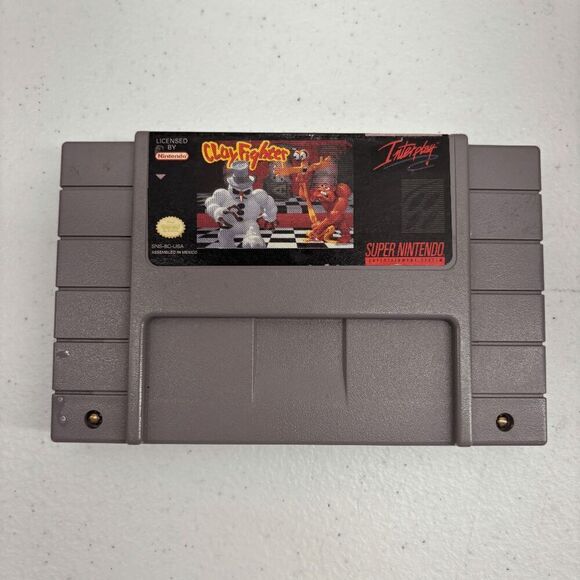 LICENSED
BY
Nintendo
ClayFighter
Interplay
SNS-8C-USA
ASSEMBLED IN MEXICO
SUPER NINTENDO
ENTERTAINMENT SYSTEM